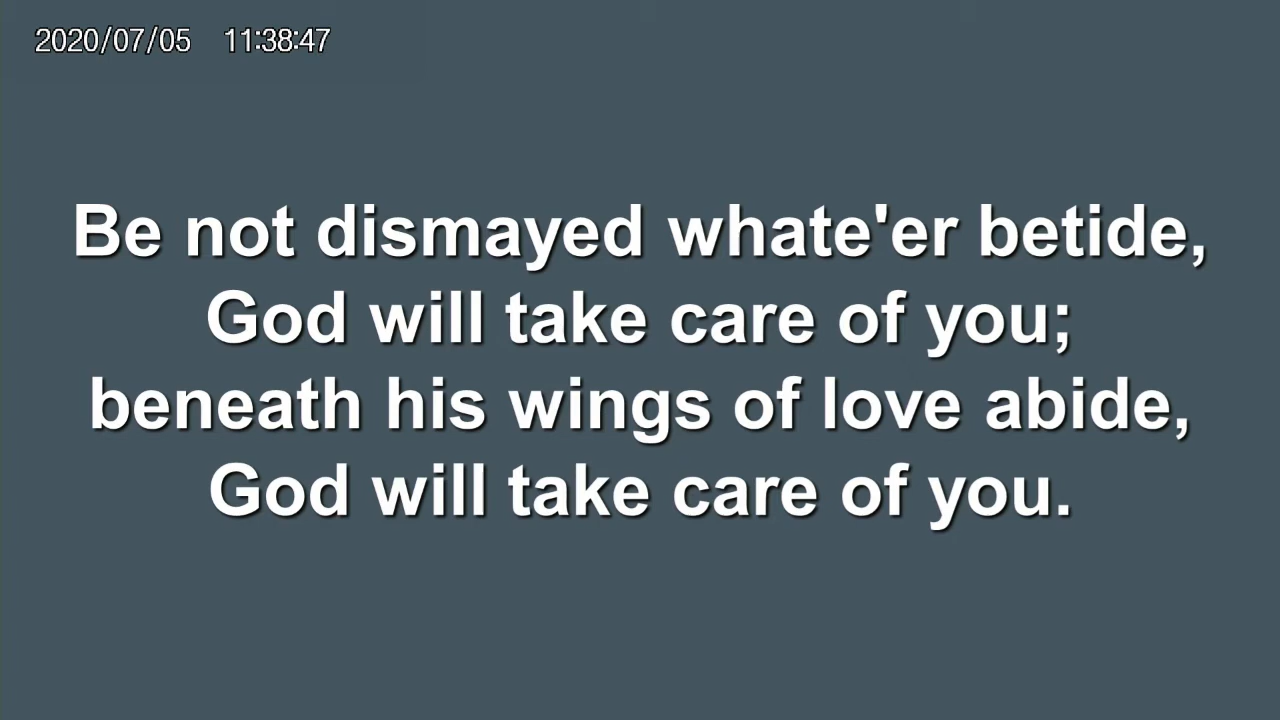 2020/07/05 11:38:47
Be not dismayed whate'er betide,
God will take care of you;
beneath his wings of love abide,
God will take care of you.